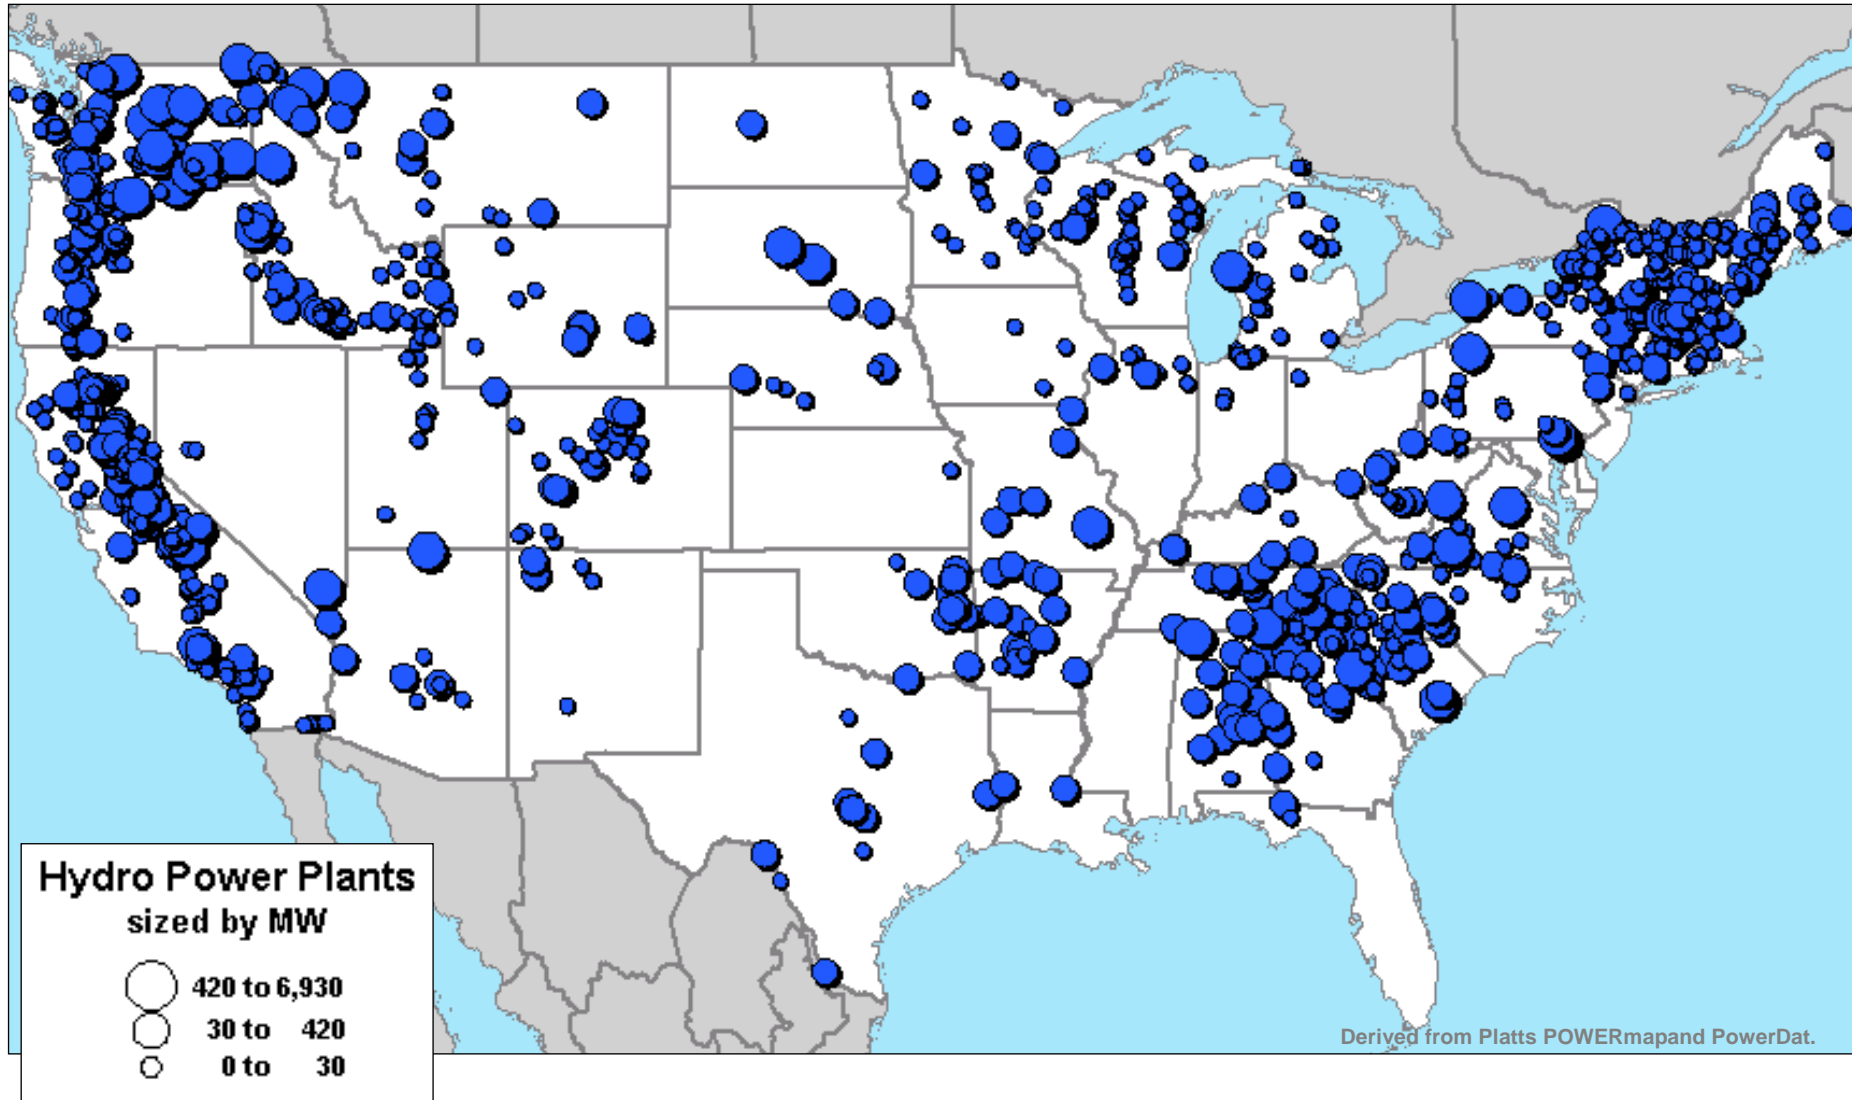 Hydro Power Plants
sized by MW
420 to 6,930
30 to 420
0 to 30
Derived from Platts POWERmapand PowerDat.